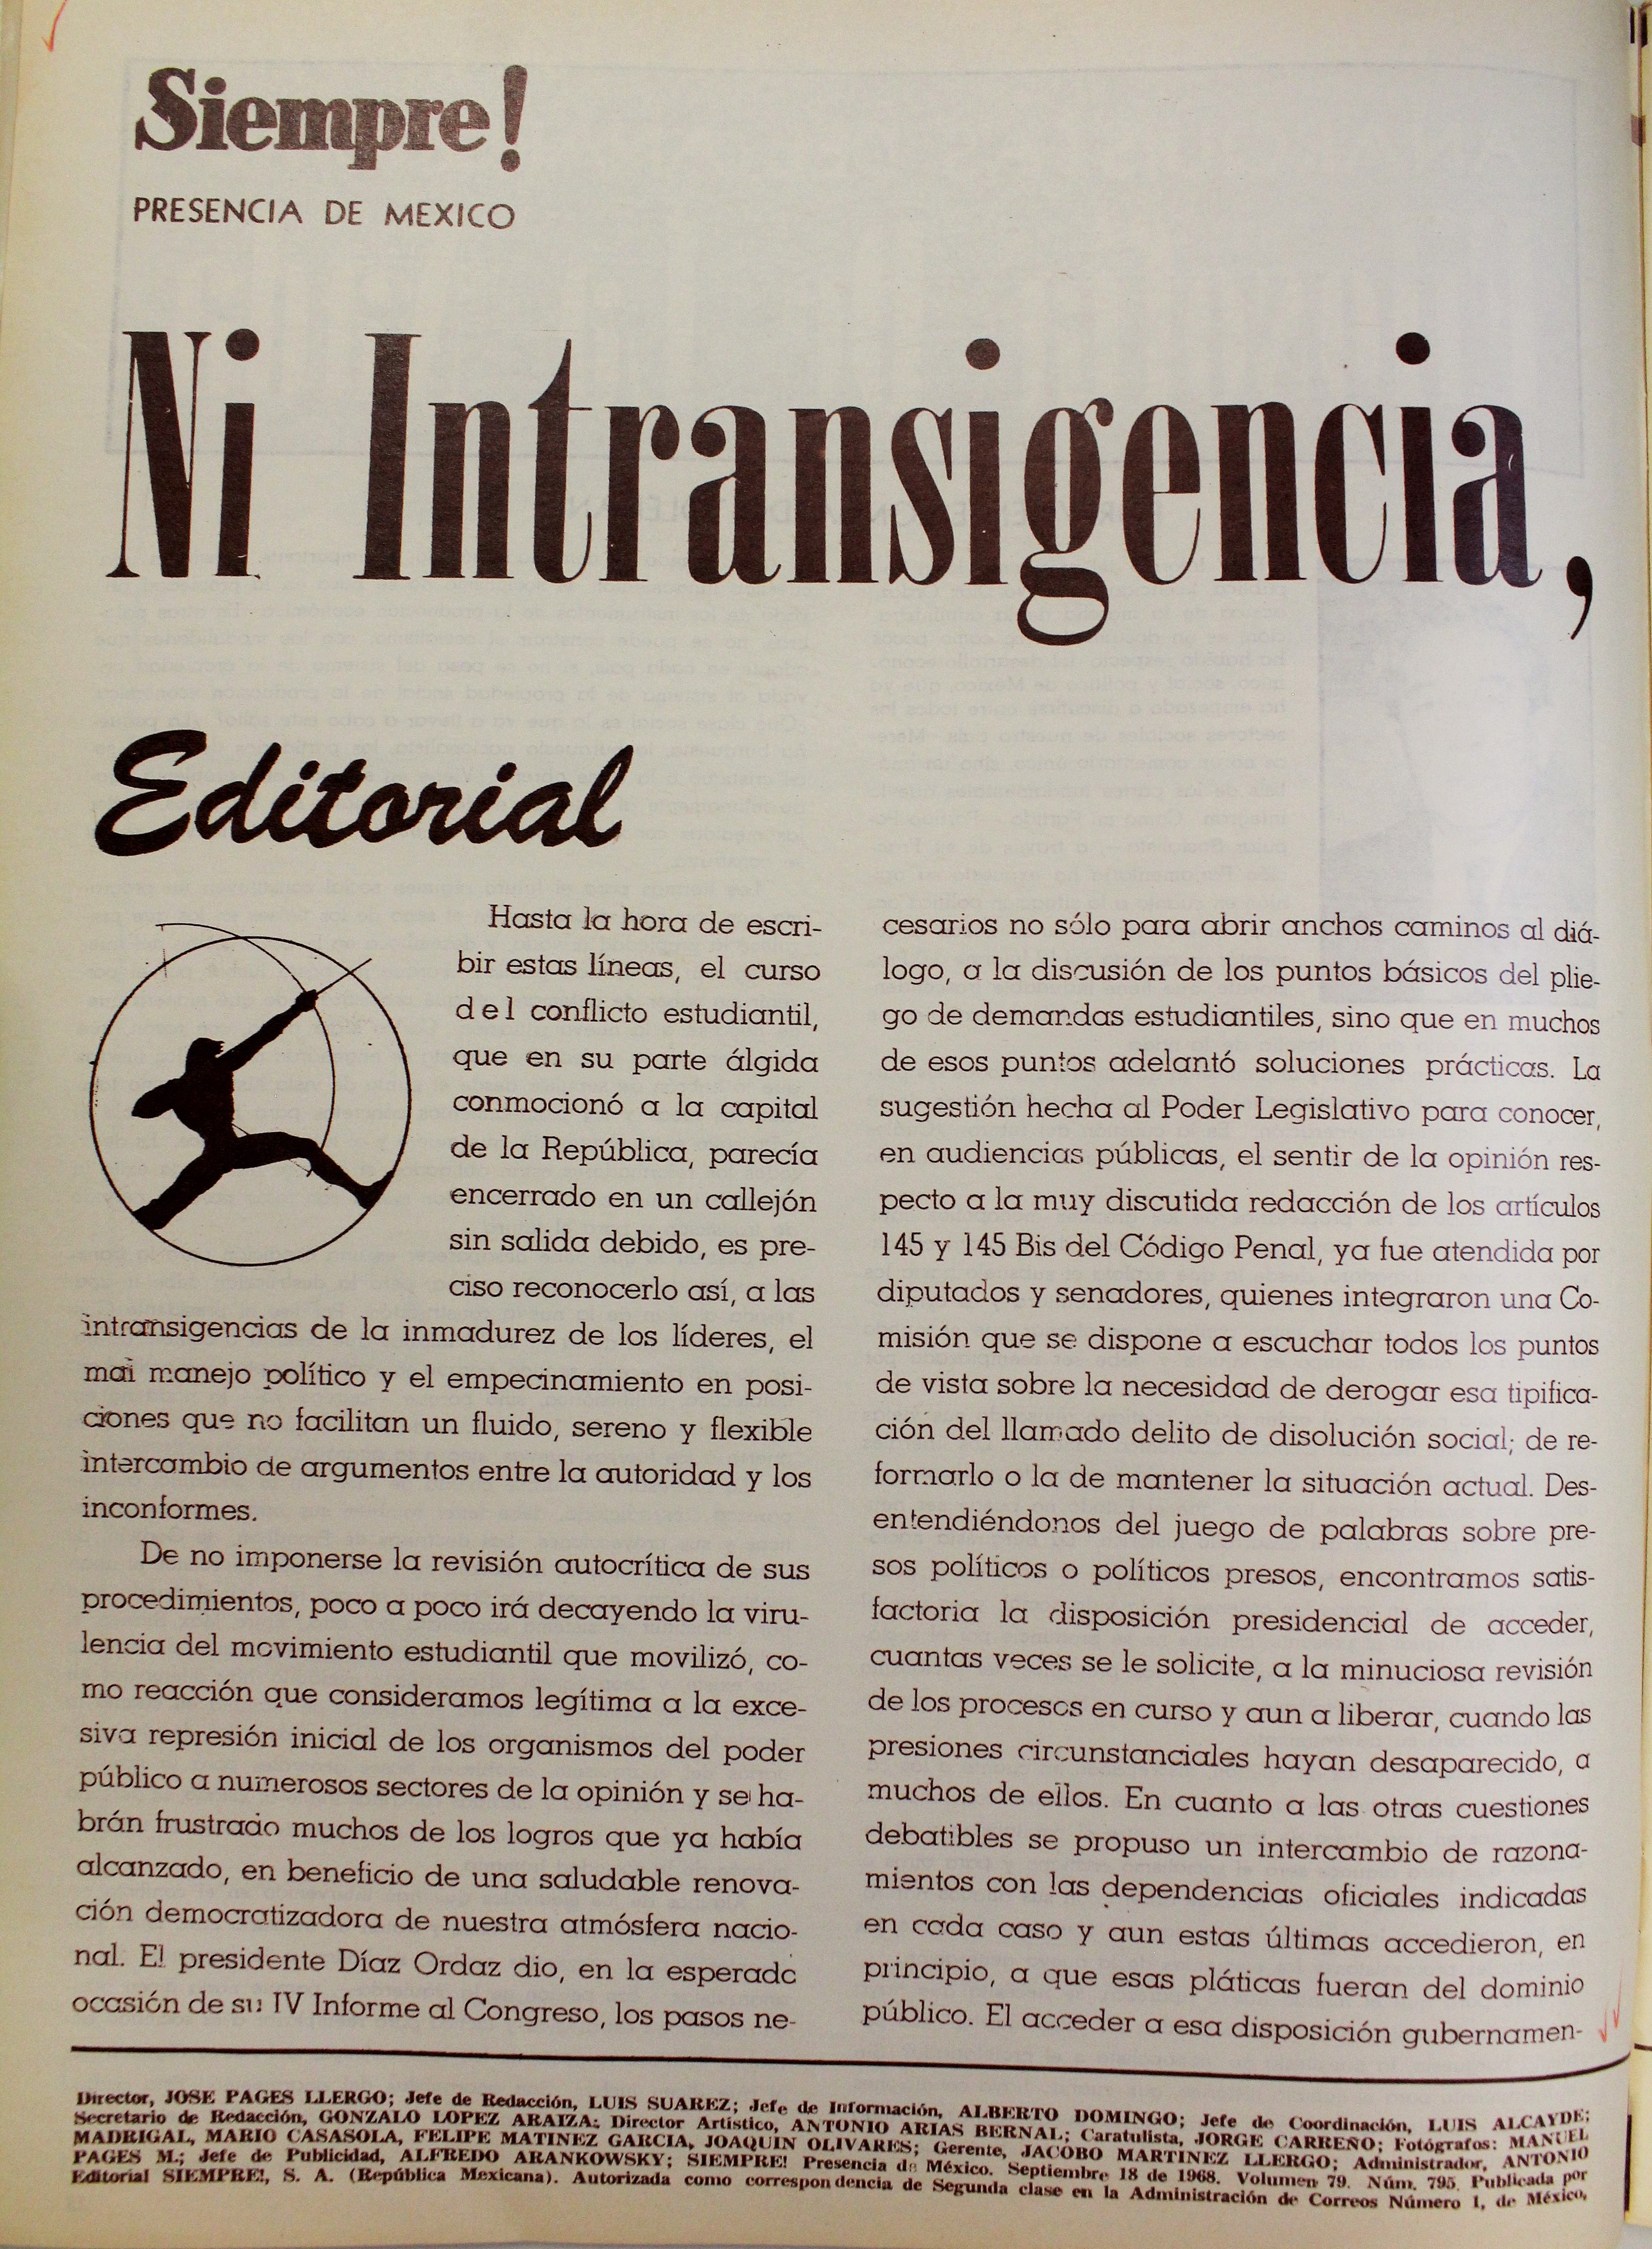 Siempre!
PRESENCIA DE MEXICO
Ni Intransigencia,
Editorial
Hasta la hora de escri-
bir estas líneas, el curso
del conflicto estudiantil,
que en su parte álgida
conmocionó a la capital
de la República, parecía
encerrado en un callejón
sin salida debido, es pre-
ciso reconocerlo así, a las
intransigencias de la inmadurez de los líderes, el
mal manejo político y el empecinamiento en posi-
ciones que no facilitan un fluido, sereno y flexible
intercambio de argumentos entre la autoridad y los
inconformes.
De no imponerse la revisión autocrítica de sus
procedimientos, poco a poco irá decayendo la viru-
lencia del movimiento estudiantil que movilizó, co-
mo reacción que consideramos legítima a la exce-
siva represión inicial de los organismos del poder
público a numerosos sectores de la opinión y se ha-
brán frustrado muchos de los logros que ya había
alcanzado, en beneficio de una saludable renova-
ción democratizadora de nuestra atmósfera nacio-
nal. El presidente Díaz Ordaz dio, en la esperada
ocasión de su IV Informe al Congreso, los pasos ne-
cesarios no sólo para abrir anchos caminos al diá-
logo, a la discusión de los puntos básicos del plie-
go de demandas estudiantiles, sino que en muchos
de esos puntos adelantó soluciones prácticas. La
sugestión hecha al Poder Legislativo para conocer,
en audiencias públicas, el sentir de la opinión res-
pecto a la muy discutida redacción de los artículos
145 y 145 Bis del Código Penal, ya fue atendida por
diputados y senadores, quienes integraron una Co-
misión que se dispone a escuchar todos los puntos
de vista sobre la necesidad de derogar esa tipifica-
ción del llamado delito de disolución social; de re-
formarlo o la de mantener la situación actual. Des-
entendiéndonos del juego de palabras sobre pre-
sos políticos o políticos presos, encontramos satis-
factoria la disposición presidencial de acceder,
cuantas veces se le solicite, a la minuciosa revisión
de los procesos en curso y aun a liberar, cuando las
presiones circunstanciales hayan desaparecido, a
muchos de ellos. En cuanto a las otras cuestiones
debatibles se propuso un intercambio de razona-
mientos con las dependencias oficiales indicadas
en cada caso y aun estas últimas accedieron, en
principio, a que esas pláticas fueran del dominio
público. El acceder a esa disposición gubernamen-
Director, JOSE PAGES LLERGO; Jefe de Redacción, LUIS SUAREZ; Jefe de Información, ALBERTO DOMINGO; Jefe de Coordinación, LUIS ALCAYDE;
Secretario de Redacción, GONZALO LOPEZ ARAIZA; Director Artístico, ANTONIO ARIAS BERNAL; Caratulista, JORGE CARREÑO; Fotógrafos: MANUEL
MADRIGAL, MARIO CASASOLA, FELIPE MATINEZ GARCIA, JOAQUIN OLIVARES; Gerente, JACOBO MARTINEZ LLERGO; Administrador, ANTONIO
PAGES M.; Jefe de Publicidad, ALFREDO ARANKOWSKY; SIEMPRE! Presencia de México. Septiembre 18 de 1968. Volumen 79. Núm. 795. Publicada por
Editorial SIEMPRE!, S. A. (República Mexicana). Autorizada como correspondencia de Segunda clase en la Administración de Correos Número 1, de México,